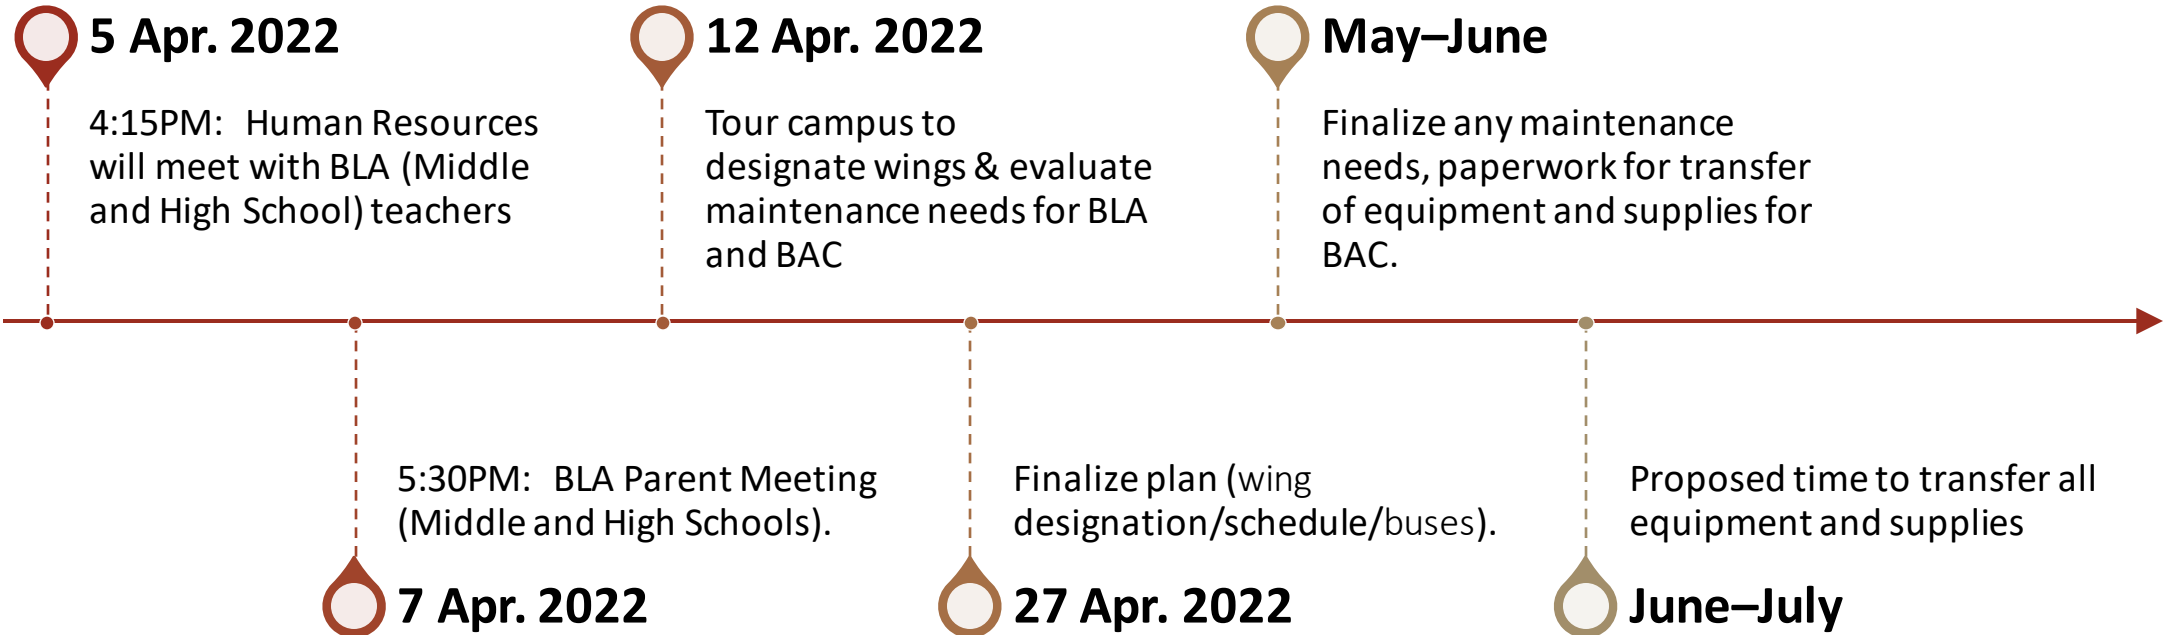 5 Apr. 2022
4:15PM: Human Resources
will meet with BLA (Middle
and High School) teachers
12 Apr. 2022
Tour campus to
designate wings & evaluate
maintenance needs for BLA
and BAC
May–June
Finalize any maintenance
needs, paperwork for transfer
of equipment and supplies for
BAC.
5:30PM: BLA Parent Meeting
(Middle and High Schools).
7 Apr. 2022
Finalize plan (wing
designation/schedule/buses).
27 Apr. 2022
Proposed time to transfer all
equipment and supplies
June–July